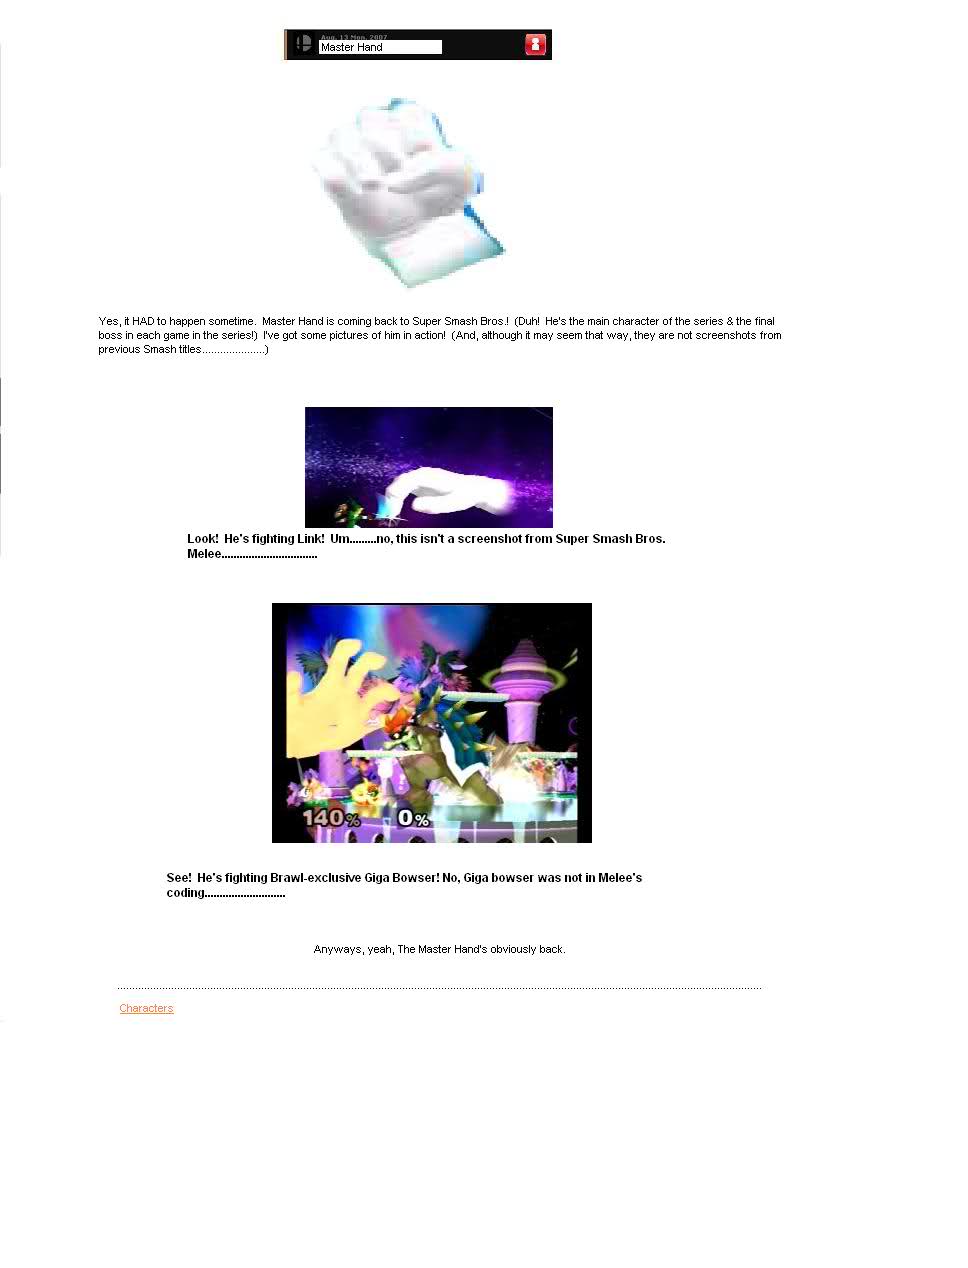 Aug. 13 Mon. 2007
Master Hand
Yes, it HAD to happen sometime.  Master Hand is coming back to Super Smash Bros.!  (Duh!  He's the main character of the series & the final
boss in each game in the series!)  I've got some pictures of him in action!  (And, although it may seem that way, they are not screenshots from
previous Smash titles.....................)
Look!  He's fighting Link!  Um.........no, this isn't a screenshot from Super Smash Bros.
Melee................................
140% 0%
See!  He's fighting Brawl-exclusive Giga Bowser! No, Giga bowser was not in Melee's
coding...........................
Anyways, yeah, The Master Hand's obviously back.
Characters